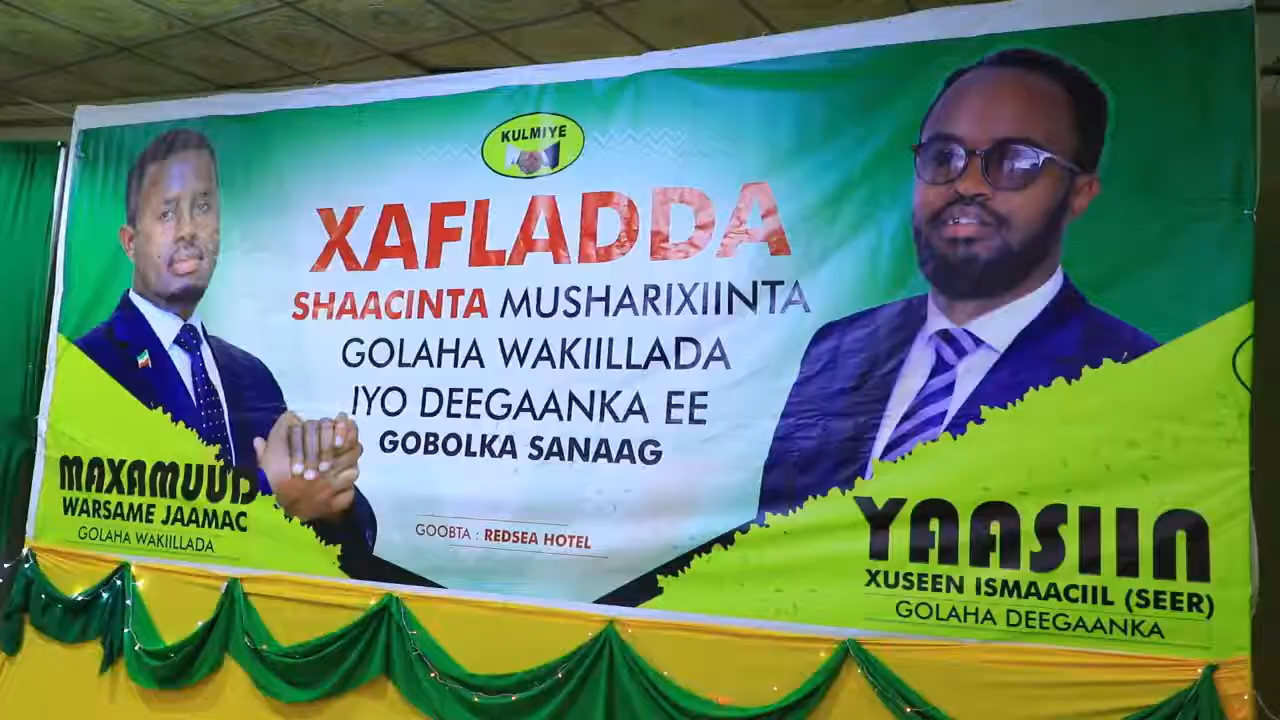 KULMIYE
XAFLADDA
SHAACINTA MUSHARIXIINTA
GOLAHA WAKIILLADA
IYO DEEGAANKA EE
GOBOLKA SANAAG
GOOBTA : REDSEA HOTEL
MAXAMUUD
WARSAME JAAMAC
GOLAHA WAKIILLADA
YAASIIN
XUSEEN ISMAACIIL (SEER)
GOLAHA DEEGAANKA